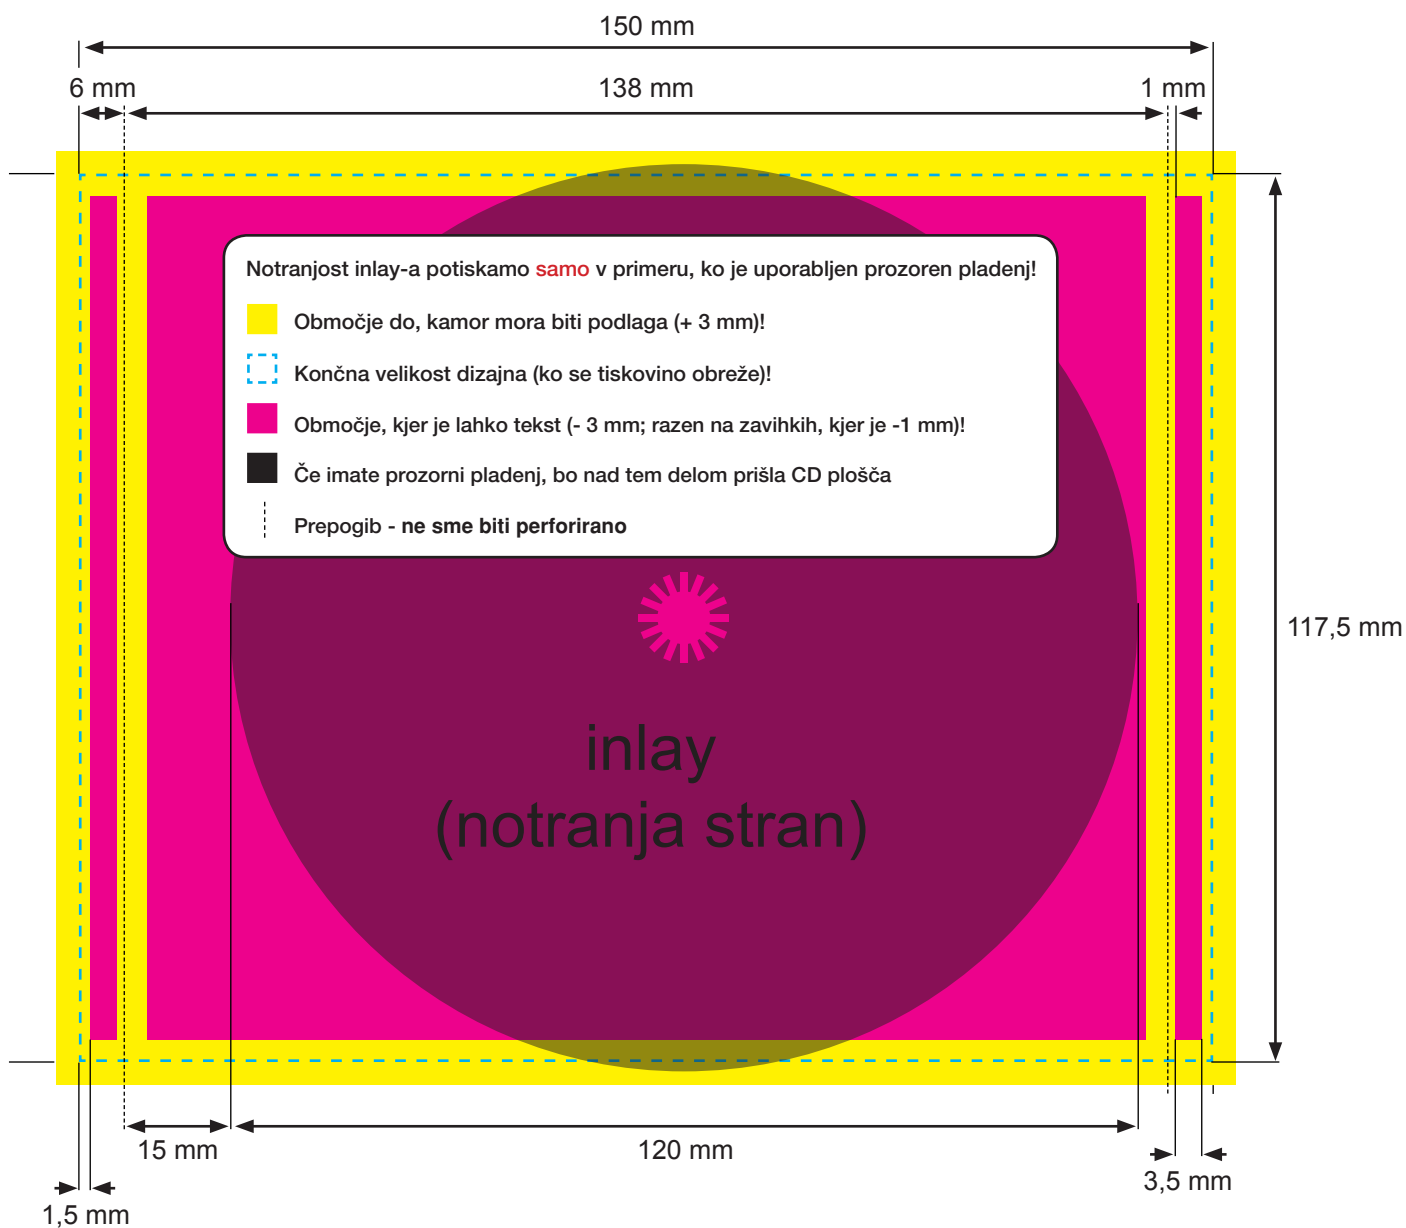 150 mm
6 mm
138 mm
1 mm
Notranjost inlay-a potiskamo samo v primeru, ko je uporabljen prozoren pladenj!
Območje do, kamor mora biti podlaga (+ 3 mm)!
Končna velikost dizajna (ko se tiskovino obreže)!
Območje, kjer je lahko tekst (- 3 mm; razen na zavihkih, kjer je -1 mm)!
Če imate prozorni pladenj, bo nad tem delom prišla CD plošča
Prepogib - ne sme biti perforirano
117,5 mm
inlay
(notranja stran)
15 mm
120 mm
3,5 mm
1,5 mm